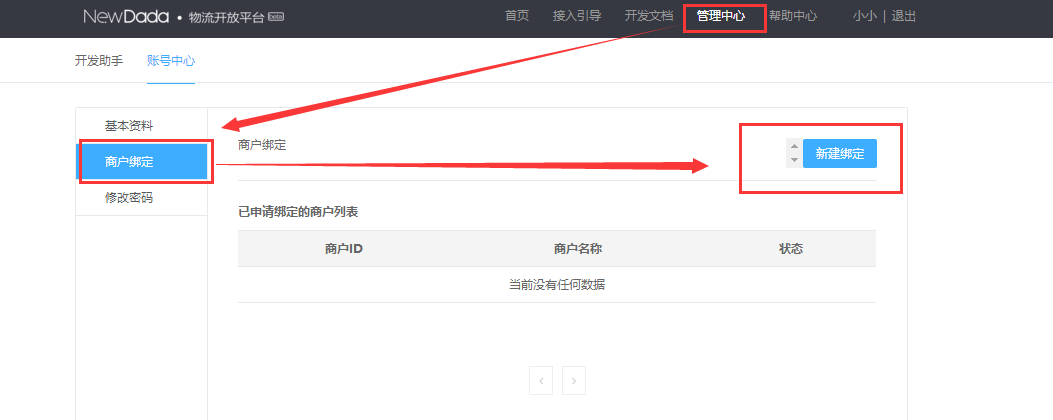 NewDada • 物流开放平台 beta
首页 接入引导 开发文档 管理中心 帮助中心 小小 | 退出
开发助手 账号中心
基本资料
商户绑定
修改密码
商户绑定
新建绑定
已申请绑定的商户列表
商户ID 商户名称 状态
当前没有任何数据